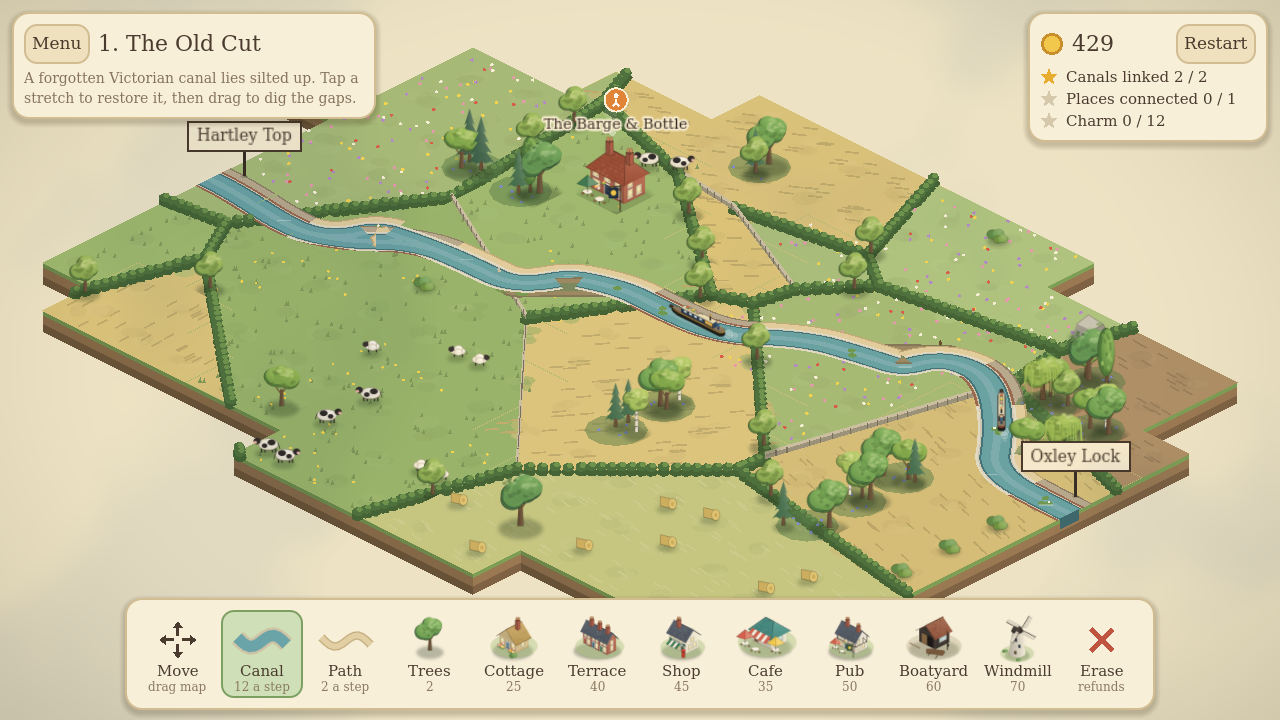 Menu
1. The Old Cut
A forgotten Victorian canal lies silted up. Tap a
stretch to restore it, then drag to dig the gaps.
429
Restart
Canals linked 2 / 2
Places connected 0 / 1
Charm 0 / 12
Hartley Top
The Barge & Bottle
Oxley Lock
Move
drag map
Canal
12 a step
Path
2 a step
Trees
2
Cottage
25
Terrace
40
Shop
45
Cafe
35
Pub
50
Boatyard
60
Windmill
70
Erase
refunds